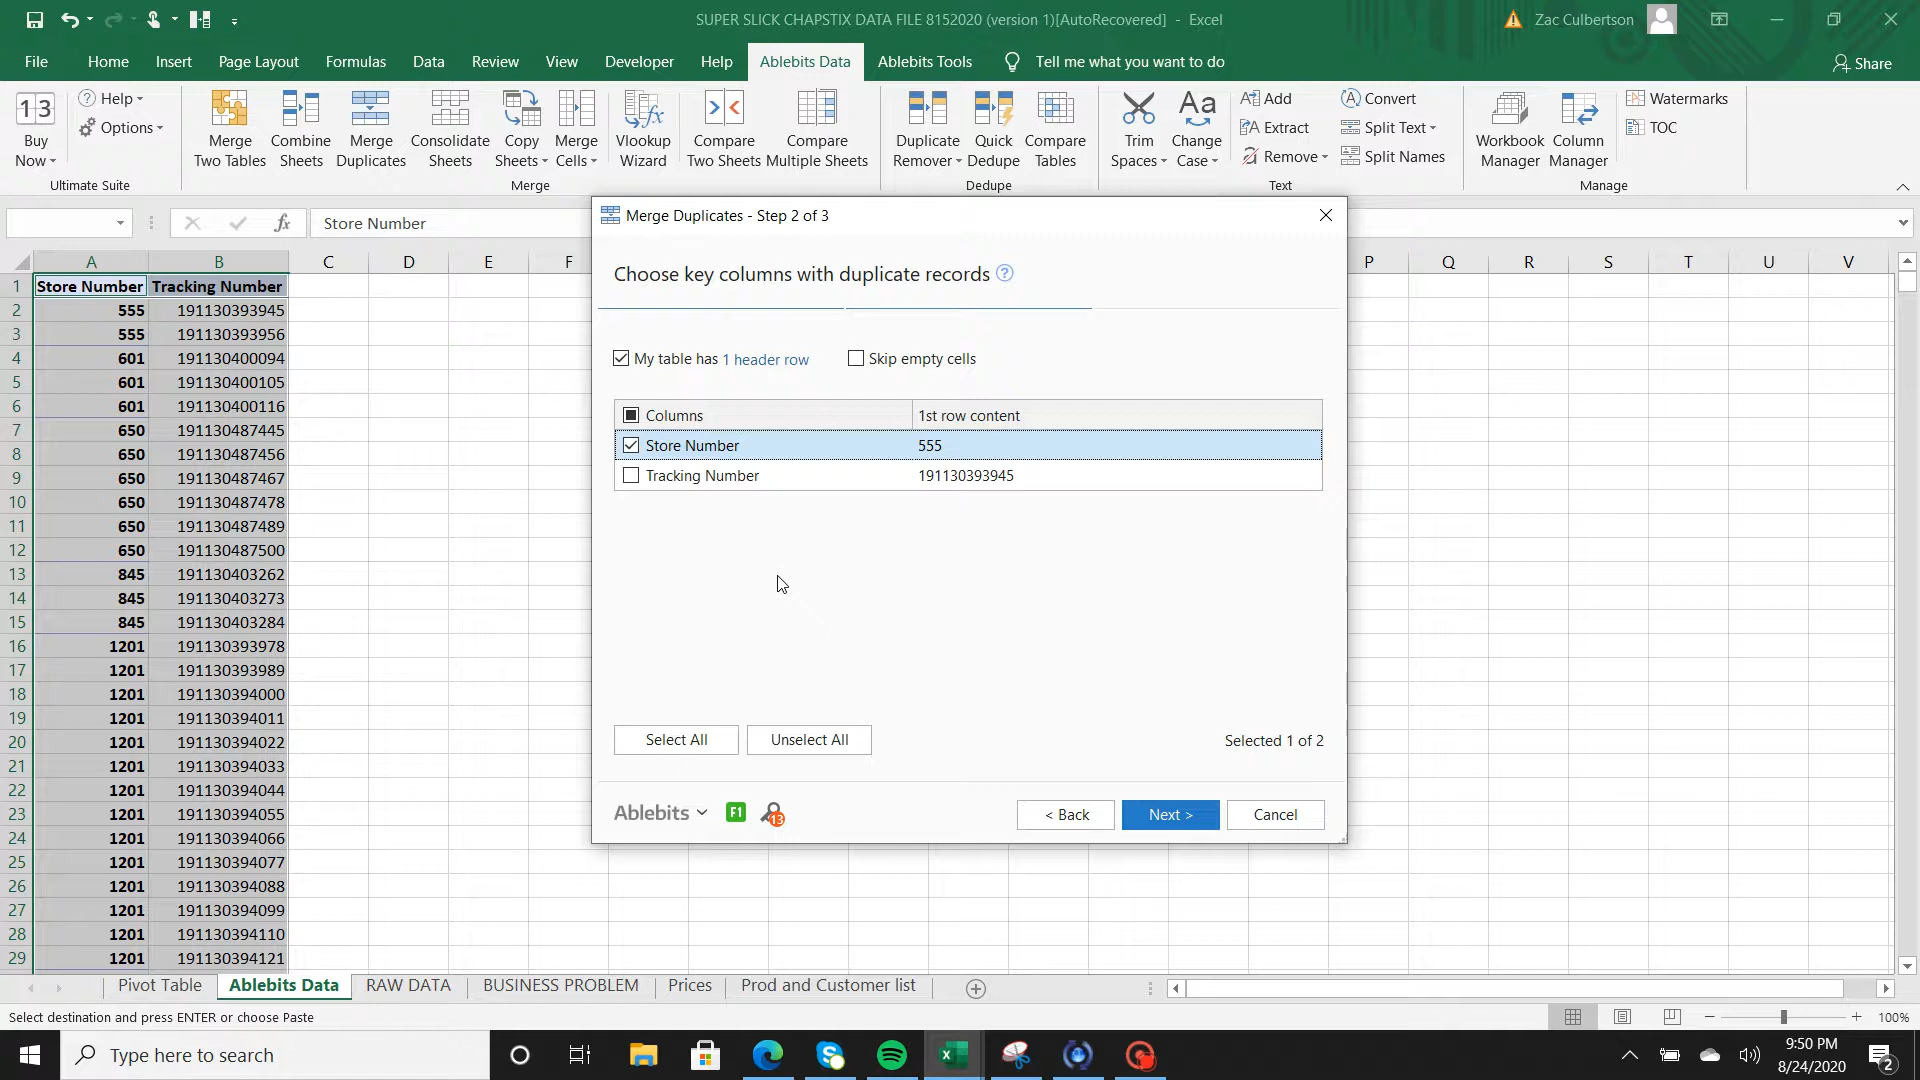 SUPER SLICK CHAPSTIX DATA FILE 8152020 (version 1)[AutoRecovered] - Excel
Zac Culbertson
File Home Insert Page Layout Formulas Data Review View Developer Help Ablebits Data Ablebits Tools Tell me what you want to do Share
Buy Now
Help
Options
Ultimate Suite
Merge Two Tables
Combine Sheets
Merge Duplicates
Consolidate Sheets
Copy Sheets
Merge Cells
Vlookup Wizard
Compare Two Sheets
Compare Multiple Sheets
Merge
Duplicate Remover
Quick Dedupe
Compare Tables
Dedupe
Trim Spaces
Change Case
Add
Extract
Remove
Convert
Split Text
Split Names
Text
Workbook Manager
Column Manager
Watermarks
TOC
Manage
fx Store Number
A B C D E F P Q R S T U V
1 Store Number Tracking Number
2 555 191130393945
3 555 191130393956
4 601 191130400094
5 601 191130400105
6 601 191130400116
7 650 191130487445
8 650 191130487456
9 650 191130487467
10 650 191130487478
11 650 191130487489
12 650 191130487500
13 845 191130403262
14 845 191130403273
15 845 191130403284
16 1201 191130393978
17 1201 191130393989
18 1201 191130394000
19 1201 191130394011
20 1201 191130394022
21 1201 191130394033
22 1201 191130394044
23 1201 191130394055
24 1201 191130394066
25 1201 191130394077
26 1201 191130394088
27 1201 191130394099
28 1201 191130394110
29 1201 191130394121
Merge Duplicates - Step 2 of 3
Choose key columns with duplicate records ?
My table has 1 header row Skip empty cells
Columns 1st row content
Store Number 555
Tracking Number 191130393945
Select All Unselect All Selected 1 of 2
Ablebits F1 13 < Back Next > Cancel
Pivot Table Ablebits Data RAW DATA BUSINESS PROBLEM Prices Prod and Customer list
Select destination and press ENTER or choose Paste 100%
Type here to search
9:50 PM
8/24/2020
2